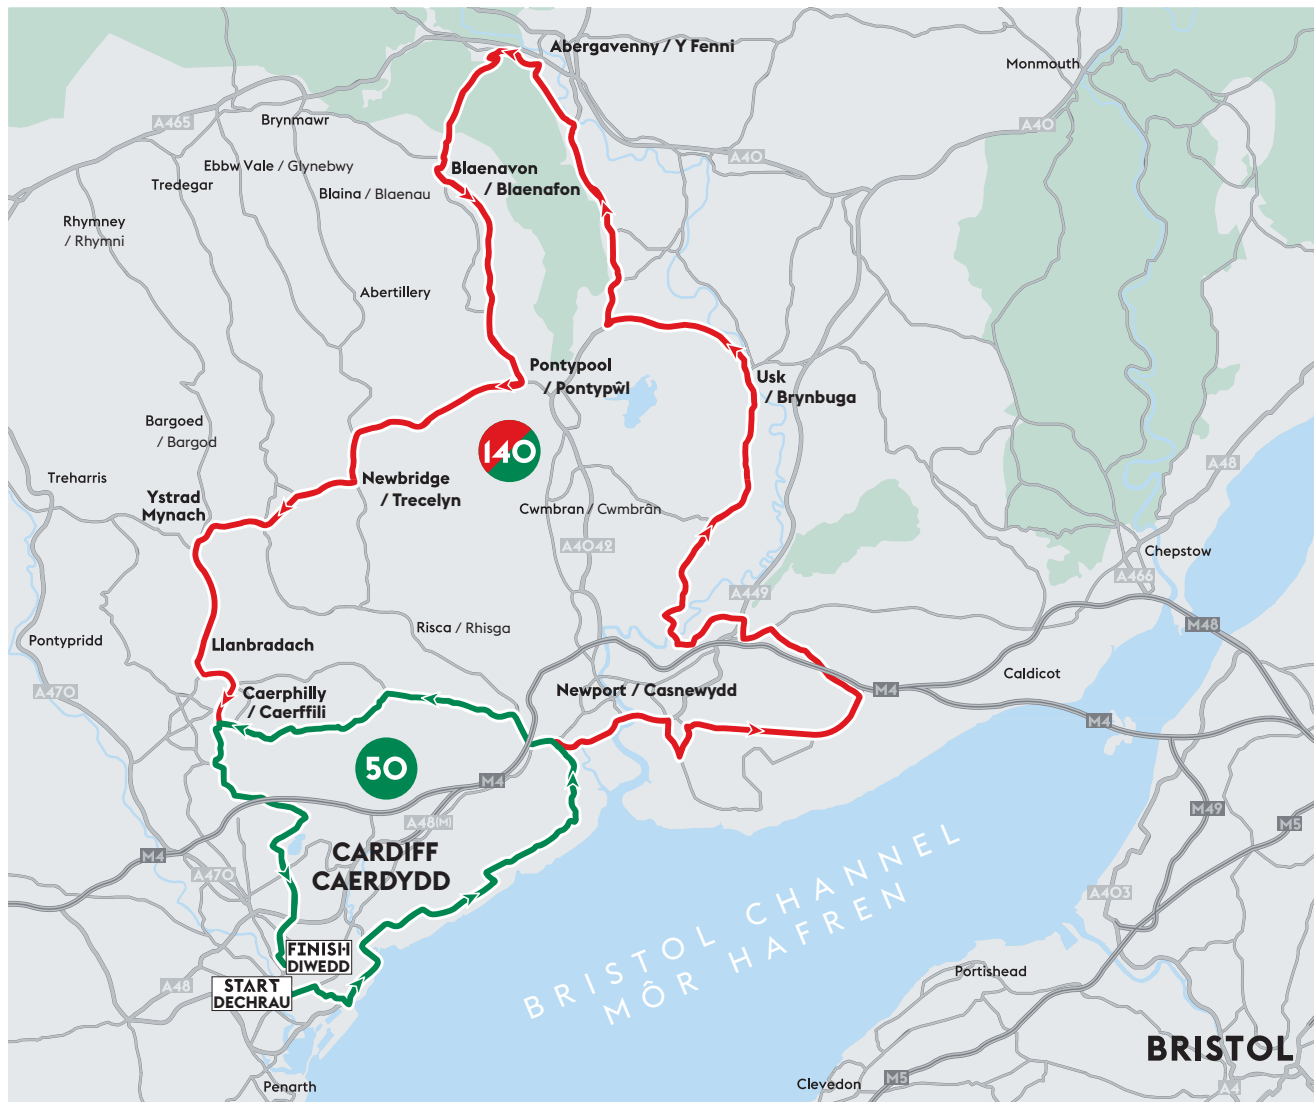 Abergavenny / Y Fenni
Monmouth
A465
Brynmawr
A40
A40
Ebbw Vale / Glynebwy
Blaenavon
/ Blaenafon
Tredegar
Blaina / Blaenau
Rhymney
/ Rhymni
Abertillery
Pontypool
/ Pontypŵl
Usk
/ Brynbuga
Bargoed
/ Bargod
140
A48
Treharris
Newbridge
/ Trecelyn
Ystrad
Mynach
Cwmbran / Cwmbrân
A4042
Chepstow
A466
A449
Risca / Rhisga
M48
Pontypridd
Llanbradach
Caldicot
A470
Caerphilly
/ Caerffili
Newport / Casnewydd
M4
M4
50
M4
M49
M5
A48(M)
M4
CARDIFF
CAERDYDD
A470
A403
BRISTOL CHANNEL
MÔR HAFREN
FINISH
DIWEDD
START
DECHRAU
A48
Portishead
BRISTOL
Penarth
Clevedon
M5
A4